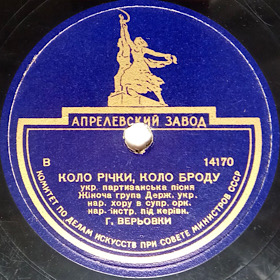 АПРЕЛЕВСКИЙ ЗАВОД
В 14170
КОЛО РІЧКИ, КОЛО БРОДУ
укр. партизанська пісня
Жіноча група Держ. укр.
нар. хору в супр. орк.
нар. інстр. під керівн.
Г. ВЕРЬОВКИ
КОМИТЕТ ПО ДЕЛАМ ИСКУССТВ ПРИ СОВЕТЕ МИНИСТРОВ СССР